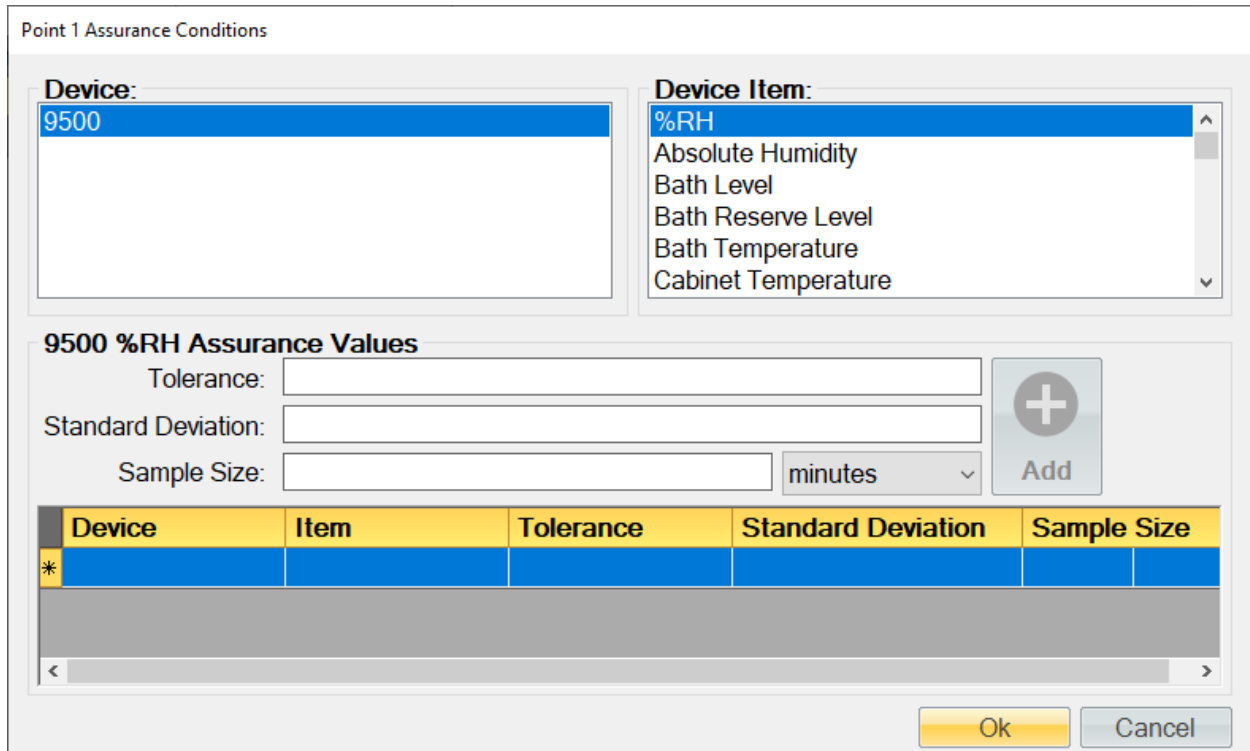 Point 1 Assurance Conditions
Device:
9500
Device Item:
%RH
Absolute Humidity
Bath Level
Bath Reserve Level
Bath Temperature
Cabinet Temperature
9500 %RH Assurance Values
Tolerance:
Standard Deviation:
Sample Size:
minutes
Add
Device Item Tolerance Standard Deviation Sample Size
*
Ok Cancel